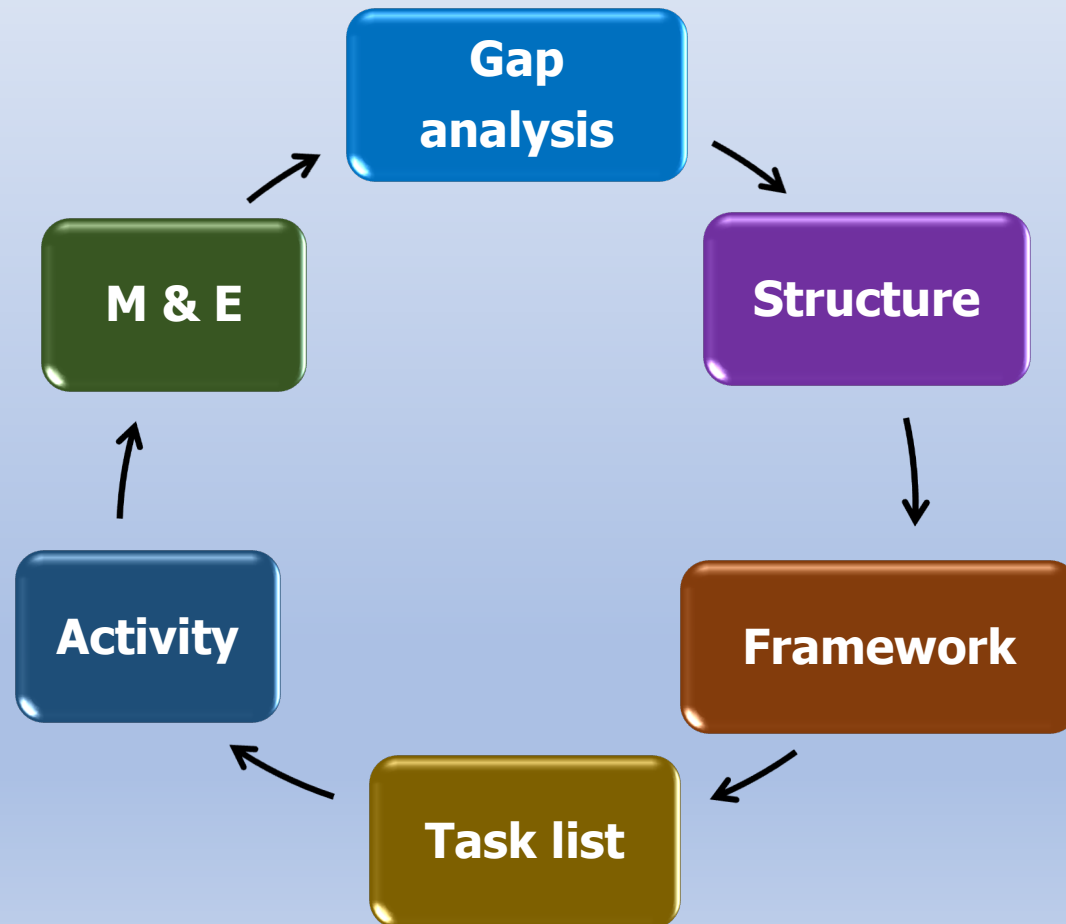 Gap
analysis
Structure
Framework
Task list
Activity
M & E